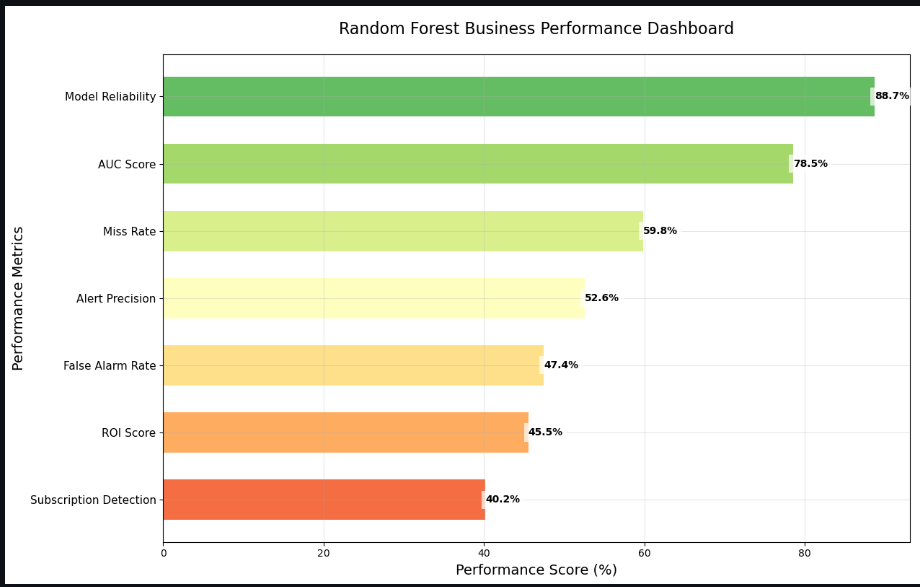 Random Forest Business Performance Dashboard
Performance Metrics
Model Reliability
88.7%
AUC Score
78.5%
Miss Rate
59.8%
Alert Precision
52.6%
False Alarm Rate
47.4%
ROI Score
45.5%
Subscription Detection
40.2%
0
20
40
60
80
Performance Score (%)